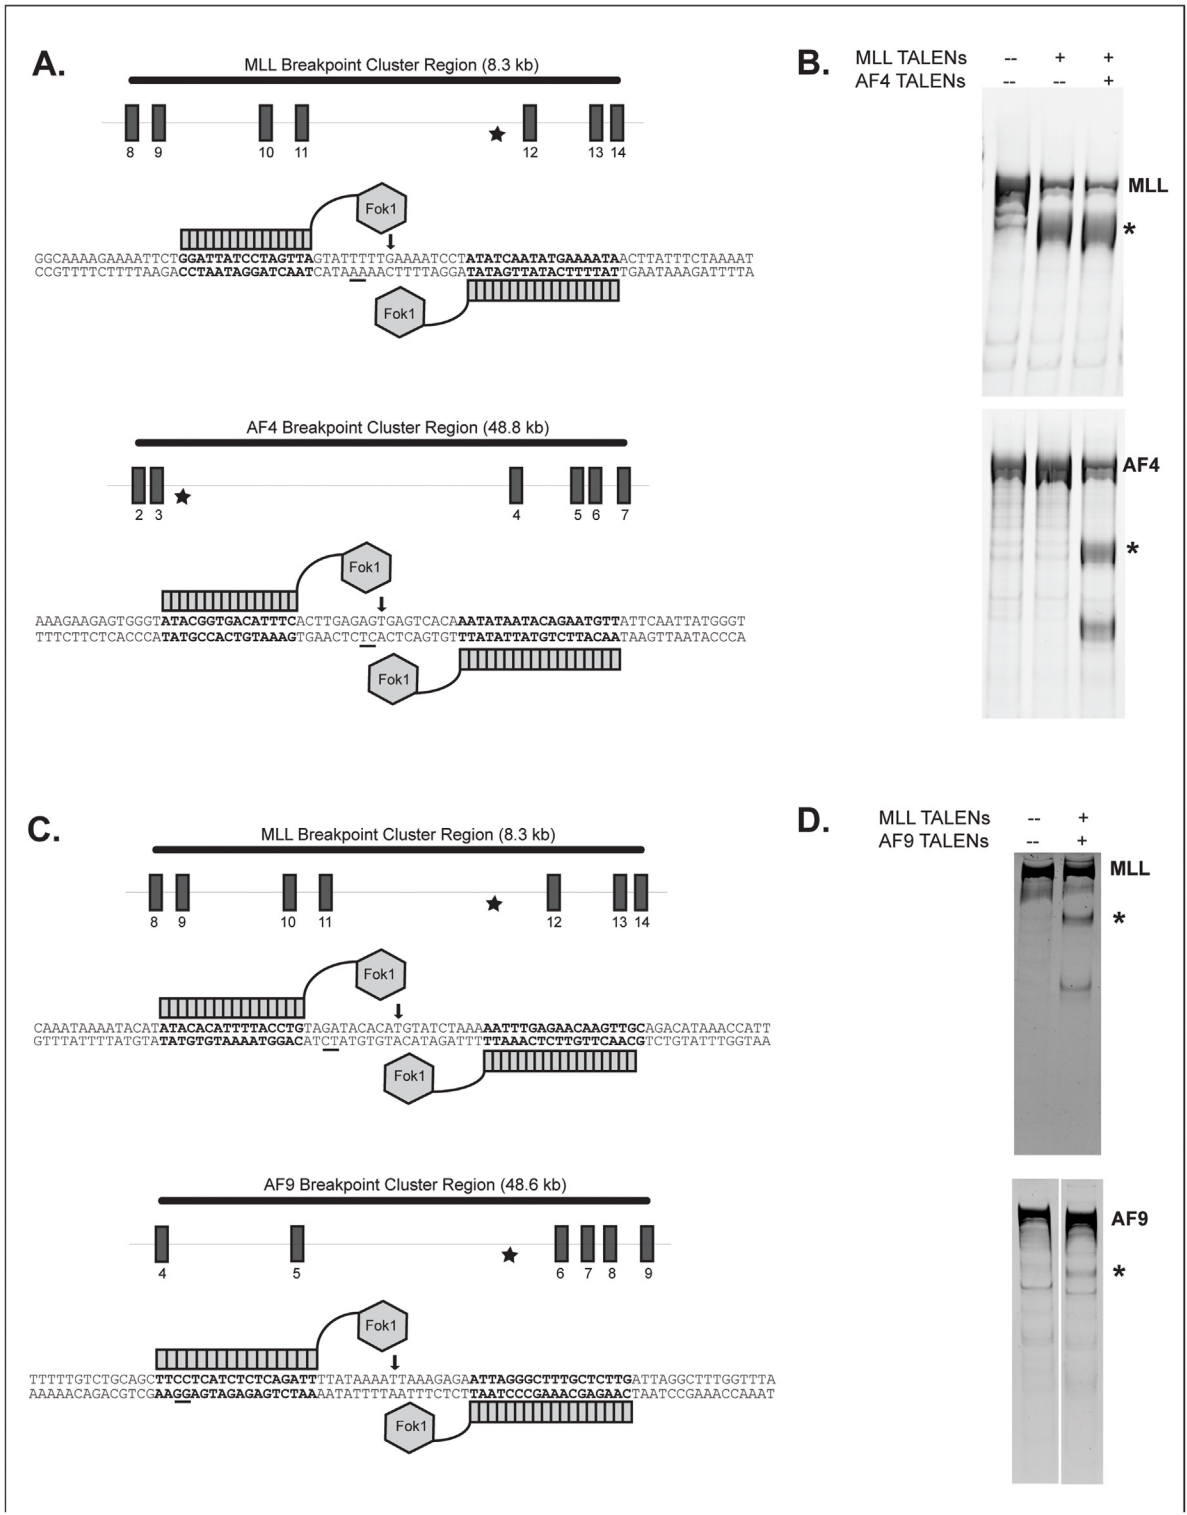 A.
MLL Breakpoint Cluster Region (8.3 kb)
8 9 10 11 12 13 14
Fok1
GGCAAAAGAAAATTCTGGATTATCCTAGTTAGTATTTTTGAAAATCCTATATCAATATGAAAATAACTTATTTCTAAAAT
CCGTTTTCTTTTAAGACCTAATAGGATCAATCATAAAAACTTTTAGGATATAGTTATACTTTTATTGAATAAAGATTTTA
Fok1
AF4 Breakpoint Cluster Region (48.8 kb)
2 3 4 5 6 7
Fok1
AAAGAAGAGTGGGTATACGGTGACATTTCACTTGAGAGTGAGTCACAAATATAATACAGAATGTTATTCAATTATGGGT
TTTCTTCTCACCCATATGCCACTGTAAAGTGAACTCTCACTCAGTGTTTATATTATGTCTTACAATAAGTTAATACCCA
Fok1
B.
MLL TALENs -- + +
AF4 TALENs -- -- +
MLL
*
AF4
*
C.
MLL Breakpoint Cluster Region (8.3 kb)
8 9 10 11 12 13 14
Fok1
CAAATAAAATACATATACACATTTTACCTGTAGATACACATGTATCTAAAAATTTGAGAACAAGTTGCAGACATAAACCATT
GTTTATTTTATGTATATGTGTAAAATGGACATCTATGTGTACATAGATTTTTAAACTCTTGTTCAACGTCTGTATTTGGTAA
Fok1
AF9 Breakpoint Cluster Region (48.6 kb)
4 5 6 7 8 9
Fok1
TTTTTGTCTGCAGCTTCCTCATCTCTCAGATTTTATAAAATTAAAGAGAATTAGGGCTTTGCTCTTGATTAGGCTTTGGTTTA
AAAAACAGACGTCGAAGGAGTAGAGAGTCTAAAATATTTTAATTTCTCTTAATCCCGAAACGAGAACTAATCCGAAACCAAAT
Fok1
D.
MLL TALENs -- +
AF9 TALENs -- +
MLL
*
AF9
*